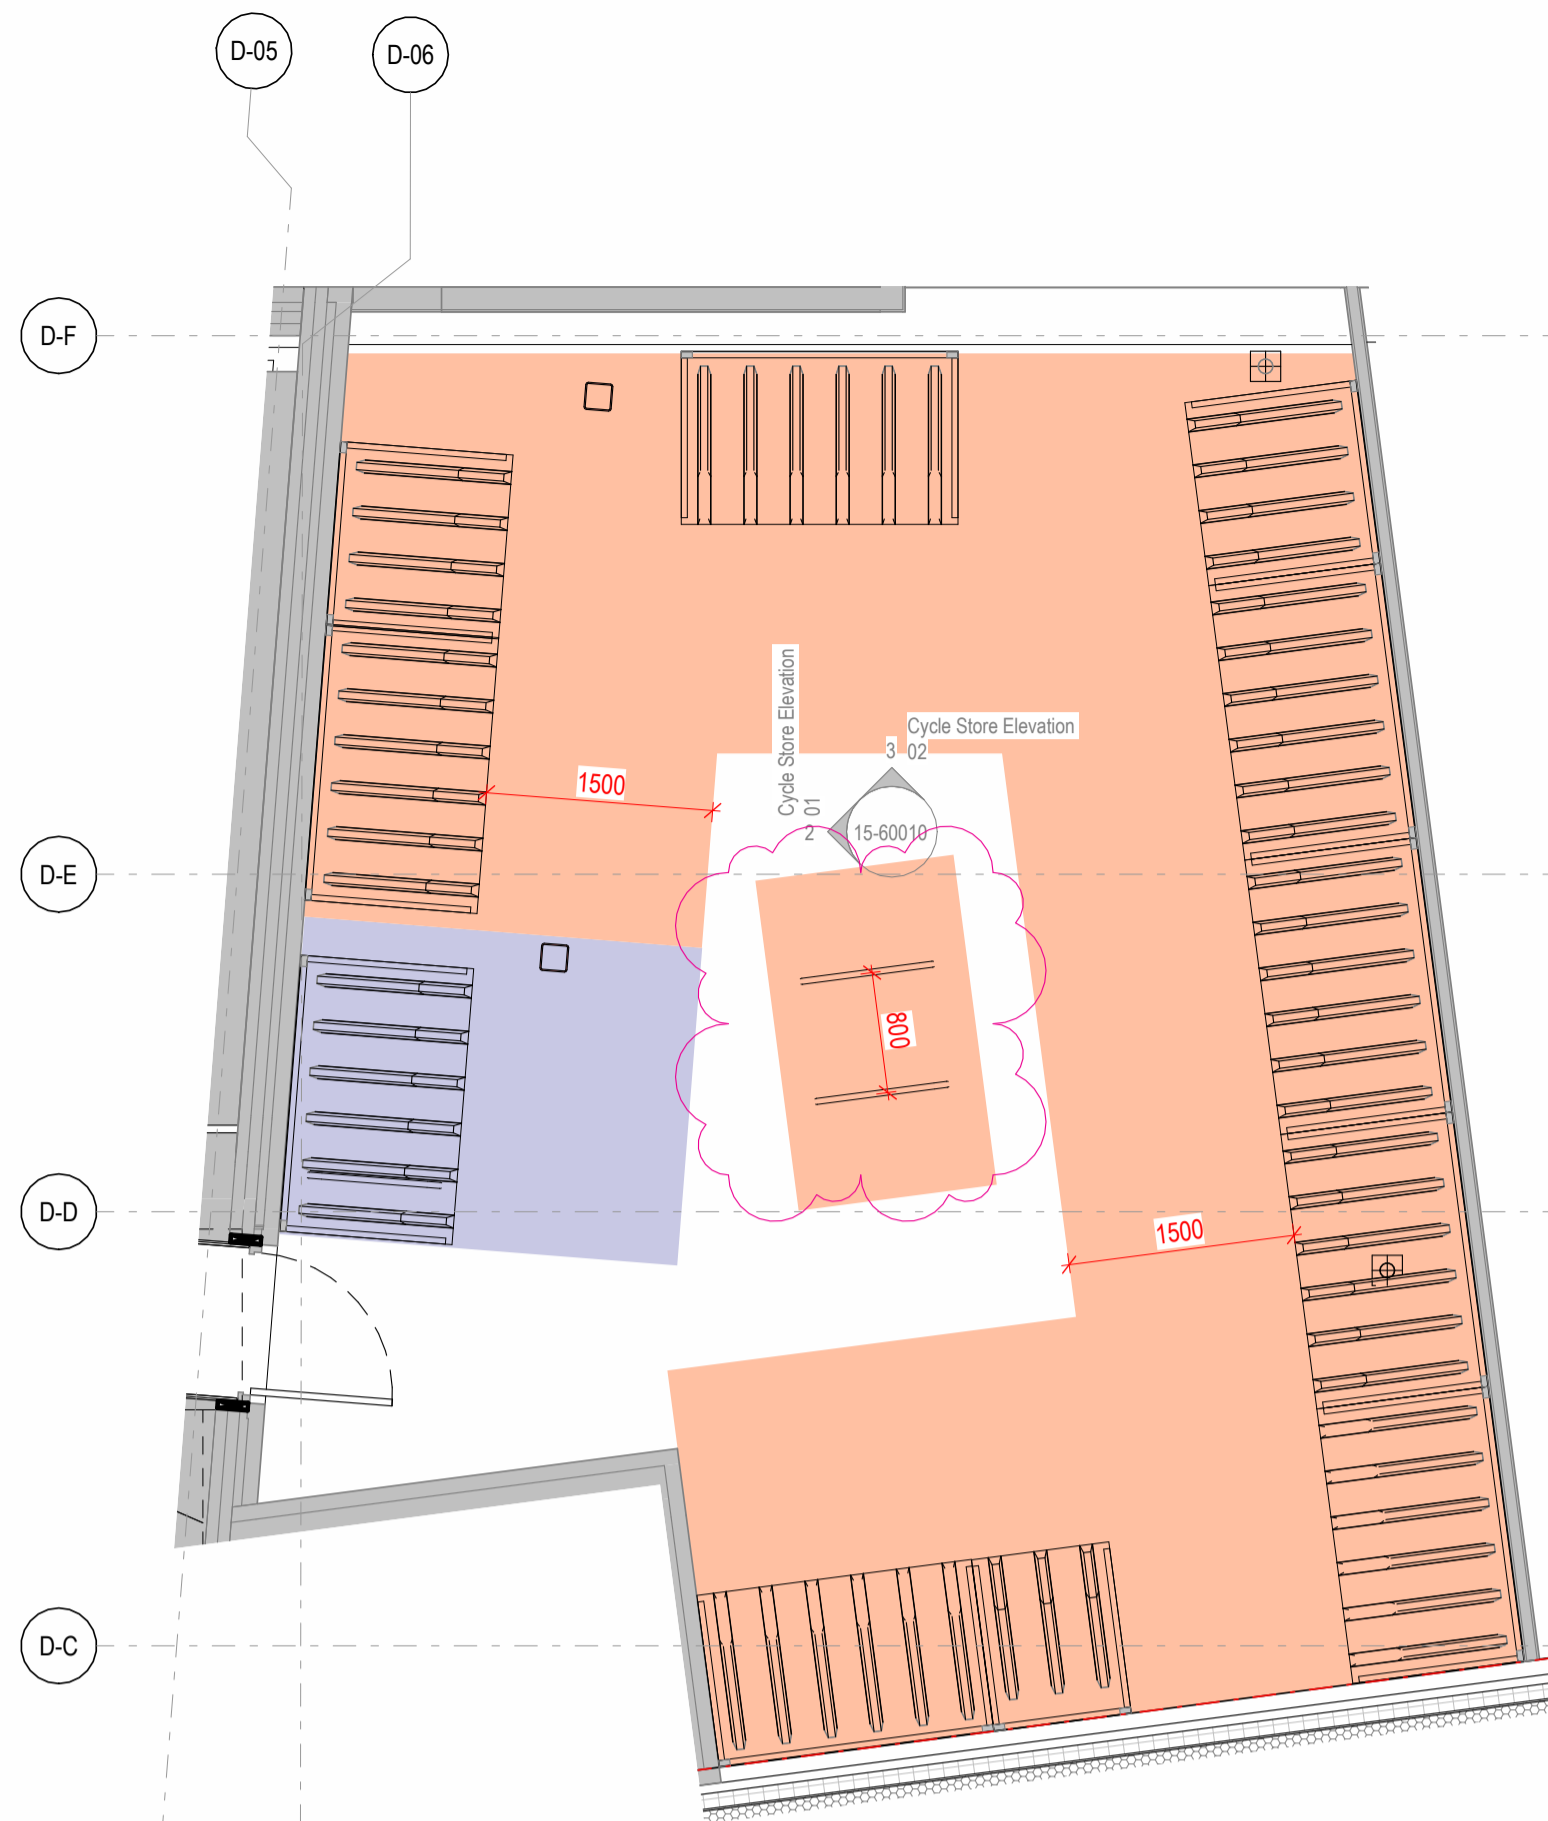 D-05
D-06
D-F
Cycle Store Elevation
3 02
Cycle Store Elevation
2 01
1500
15-60010
D-E
800
D-D
1500
D-C